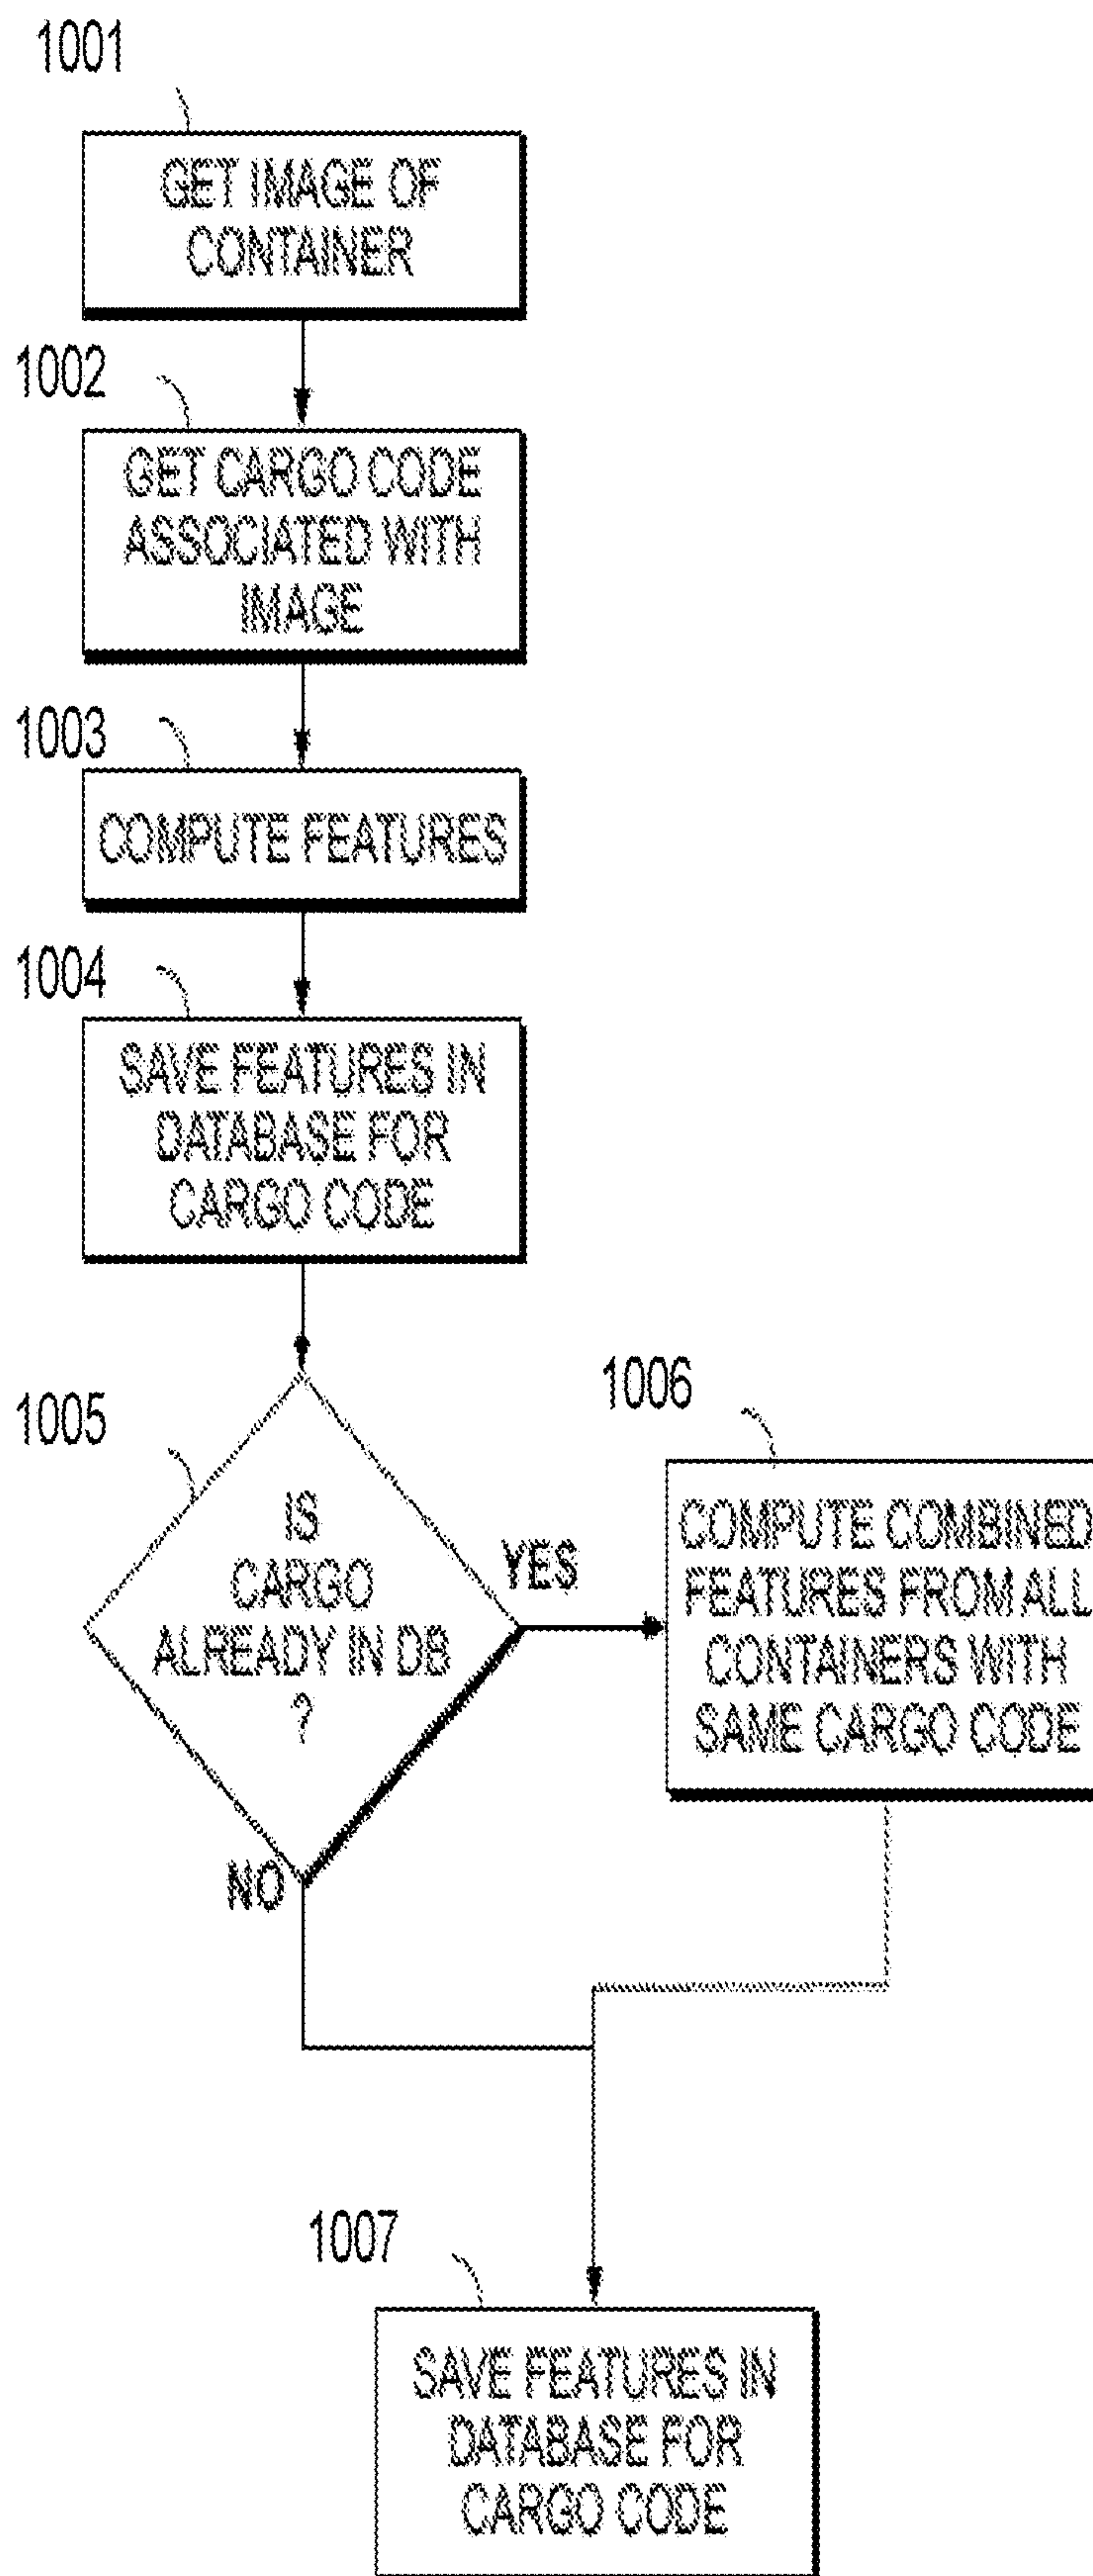 1001
GET IMAGE OF
CONTAINER
1002
GET CARGO CODE
ASSOCIATED WITH
IMAGE
1003
COMPUTE FEATURES
1004
SAVE FEATURES IN
DATABASE FOR
CARGO CODE
1005
IS
CARGO
ALREADY IN DB
?
YES
NO
1006
COMPUTE COMBINED
FEATURES FROM ALL
CONTAINERS WITH
SAME CARGO CODE
1007
SAVE FEATURES IN
DATABASE FOR
CARGO CODE